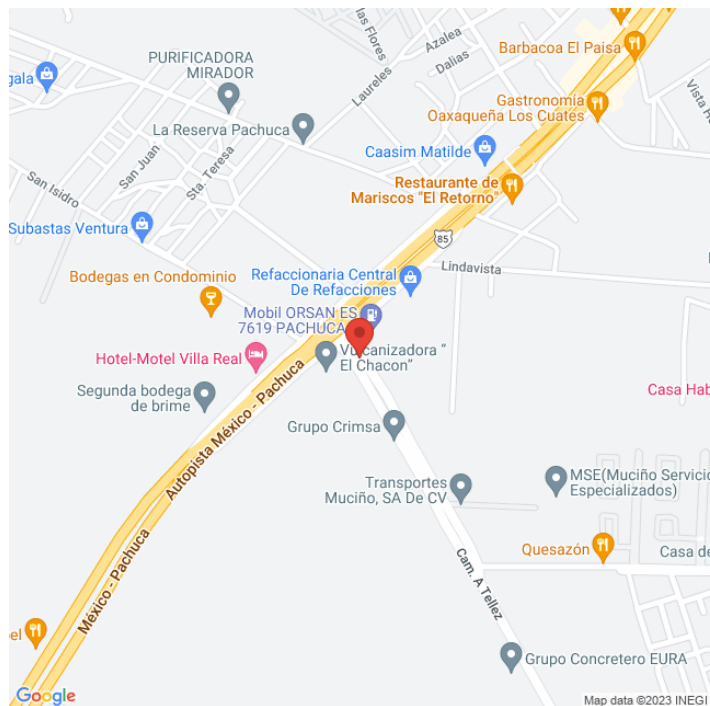 las Flores
Azalea
Dalias
Laureles
Barbacoa El Paisa
PURIFICADORA
MIRADOR
gala
Vista H
Gastronomía
Oaxaqueña Los Cuates
La Reserva Pachuca
San Juan
Sta. Teresa
Caasim Matilde
San Isidro
Restaurante de
Mariscos "El Retorno"
Subastas Ventura
85
Lindavista
Bodegas en Condominio
Refaccionaria Central
De Refacciones
Mobil ORSAN ES
7619 PACHUCA
Vulcanizadora "
El Chacon"
Hotel-Motel Villa Real
Segunda bodega
de brime
Casa Hab
Autopista México - Pachuca
Grupo Crimsa
Transportes
Muciño, SA De CV
MSE(Muciño Servicio
Especializados)
Quesazón
Casa de
Cam. A Tellez
México - Pachuca
el
Grupo Concretero EURA
Google
Map data ©2023 INEGI